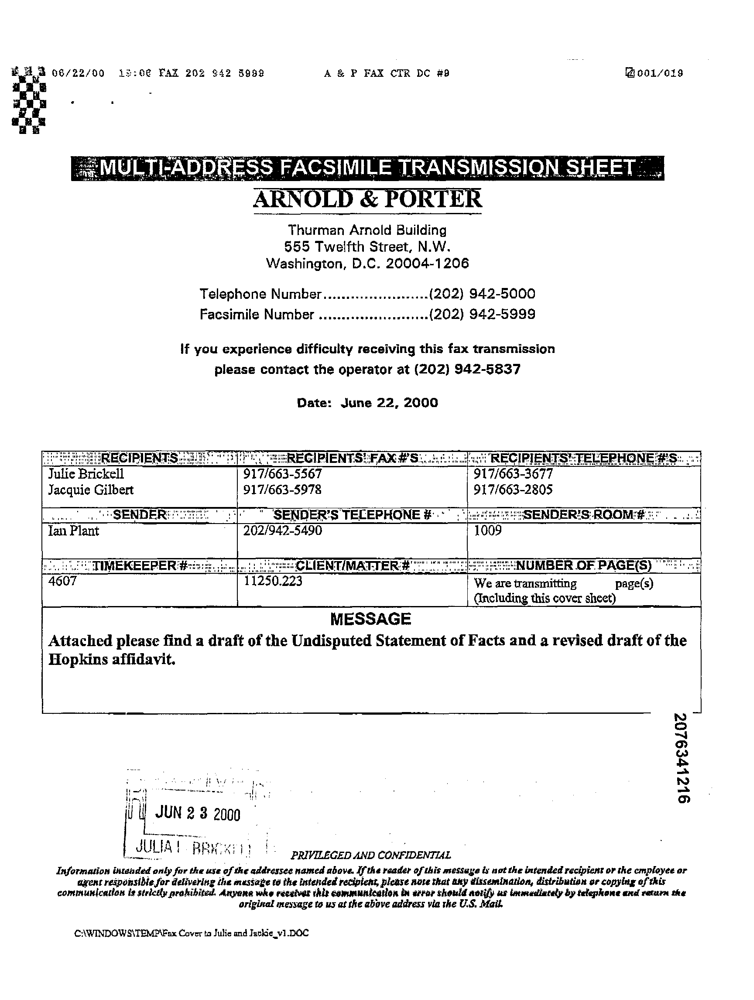 06/22/00 15:06 FAX 202 942 5999 A & P FAX CTR DC #9 001/019
MULTI-ADDRESS FACSIMILE TRANSMISSION SHEET
ARNOLD & PORTER
Thurman Arnold Building
555 Twelfth Street, N.W.
Washington, D.C. 20004-1206
Telephone Number.......................(202) 942-5000
Facsimile Number ........................(202) 942-5999
If you experience difficulty receiving this fax transmission
please contact the operator at (202) 942-5837
Date: June 22, 2000
RECIPIENTS RECIPIENTS' FAX #'S RECIPIENTS' TELEPHONE #'S
Julie Brickell 917/663-5567 917/663-3677
Jacquie Gilbert 917/663-5978 917/663-2805
SENDER SENDER'S TELEPHONE # SENDER'S ROOM #
Ian Plant 202/942-5490 1009
TIMEKEEPER # CLIENT/MATTER # NUMBER OF PAGE(S)
4607 11250.223 We are transmitting page(s)
(Including this cover sheet)
MESSAGE
Attached please find a draft of the Undisputed Statement of Facts and a revised draft of the
Hopkins affidavit.
2076341216
JUN 23 2000
JULIA BRICKELL
PRIVILEGED AND CONFIDENTIAL
Information intended only for the use of the addressee named above. If the reader of this message is not the intended recipient or the employee or
agent responsible for delivering the message to the intended recipient, please note that any dissemination, distribution or copying of this
communication is strictly prohibited. Anyone who receives this communication in error should notify us immediately by telephone and return the
original message to us at the above address via the U.S. Mail.
C:\WINDOWS\TEMP\Fax Cover to Julie and Jackie_v1.DOC